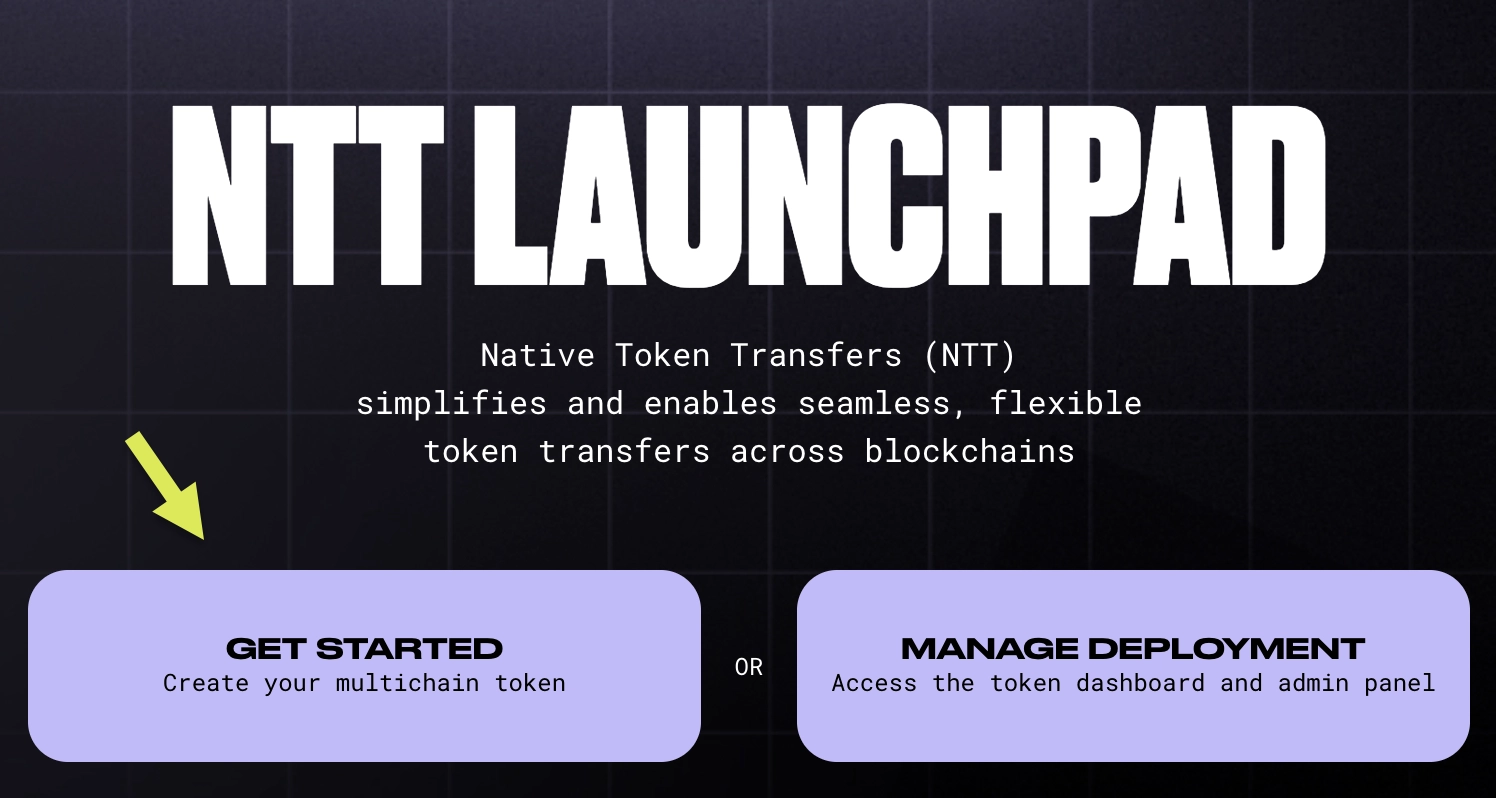 NTT LAUNCHPAD
Native Token Transfers (NTT)
simplifies and enables seamless, flexible
token transfers across blockchains
GET STARTED
Create your multichain token
OR
MANAGE DEPLOYMENT
Access the token dashboard and admin panel